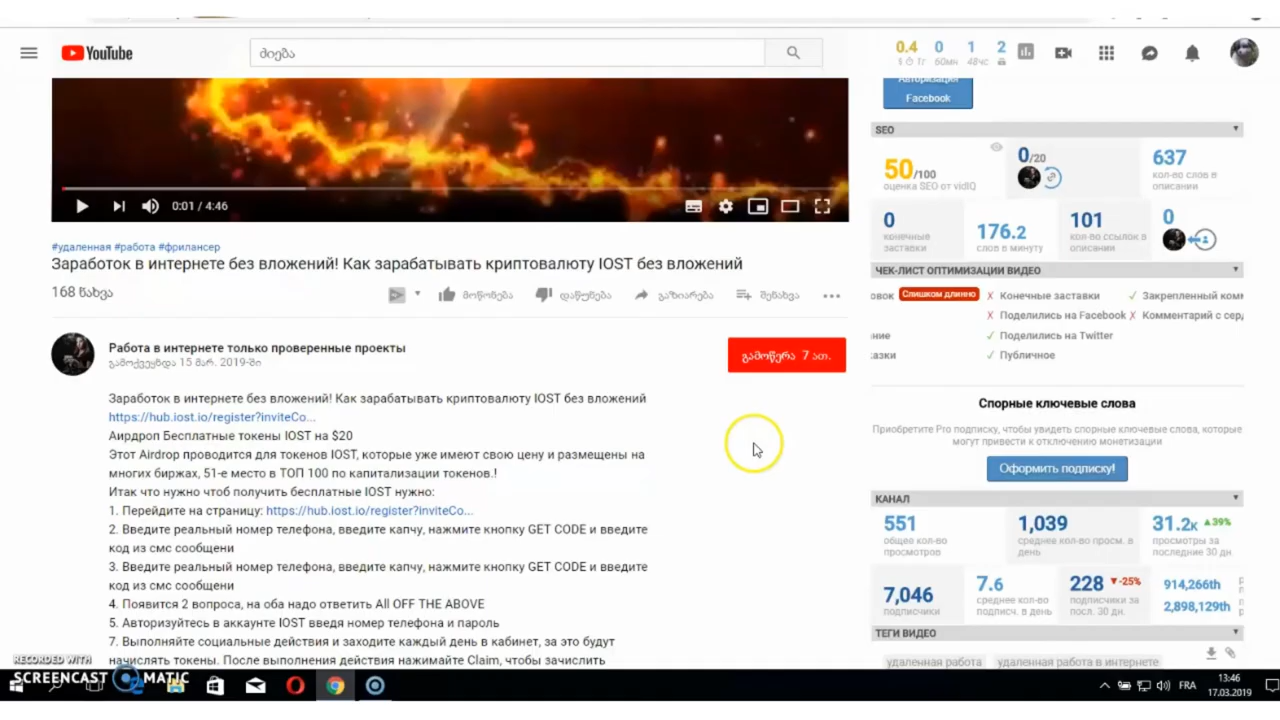 YouTube
ძიება
0.4 0 1 2
60мн 48чс
Авторизация
Facebook
0:01 / 4:46
#удаленная #работа #фрилансер
Заработок в интернете без вложений! Как зарабатывать криптовалюту IOST без вложений
168 ნახვა
მოწონება დაწუნება გაზიარება შენახვა
Работа в интернете только проверенные проекты
გამოქვეყნდა 15 მარ. 2019-ში
გამოწერა 7 ათ.
Заработок в интернете без вложений! Как зарабатывать криптовалюту IOST без вложений
https://hub.iost.io/register?inviteCo...
Аирдроп Бесплатные токены IOST на $20
Этот Airdrop проводится для токенов IOST, которые уже имеют свою цену и размещены на
многих биржах, 51-е место в ТОП 100 по капитализации токенов.!
Итак что нужно чтоб получить бесплатные IOST нужно:
1. Перейдите на страницу: https://hub.iost.io/register?inviteCo...
2. Введите реальный номер телефона, введите капчу, нажмите кнопку GET CODE и введите
код из смс сообщени
3. Введите реальный номер телефона, введите капчу, нажмите кнопку GET CODE и введите
код из смс сообщени
4. Появится 2 вопроса, на оба надо ответить All OFF THE ABOVE
5. Авторизуйтесь в аккаунте IOST введя номер телефона и пароль
7. Выполняйте социальные действия и заходите каждый день в кабинет, за это будут
начислять токены. После выполнения действия нажимайте Claim, чтобы зачислить
SEO
50/100
оценка SEO от vidIQ
0/20
637
кол-во слов в
описании
0
конечные
заставки
176.2
слов в минуту
101
кол-во ссылок в
описании
0
ЧЕК-ЛИСТ ОПТИМИЗАЦИИ ВИДЕО
овок Слишком длинно ✗ Конечные заставки ✓ Закрепленный комм
✗ Поделились на Facebook ✗ Комментарий с серд
ние ✓ Поделились на Twitter
казки ✓ Публичное
Спорные ключевые слова
Приобретите Pro подписку, чтобы увидеть спорные ключевые слова, которые
могут привести к отключению монетизации
Оформить подписку!
КАНАЛ
551
общее кол-во
просмотров
1,039
среднее кол-во просм. в
день
31.2к ▲39%
просмотры за
последние 30 дн.
7,046
подписчики
7.6
среднее кол-во
подписч. в день
228 ▼-25%
подписчики за
посл. 30 дн.
914,266th
2,898,129th
ТЕГИ ВИДЕО
удаленная работа удаленная работа в интернете
RECORDED WITH
SCREENCAST MATIC
FRA
13:46
17.03.2019